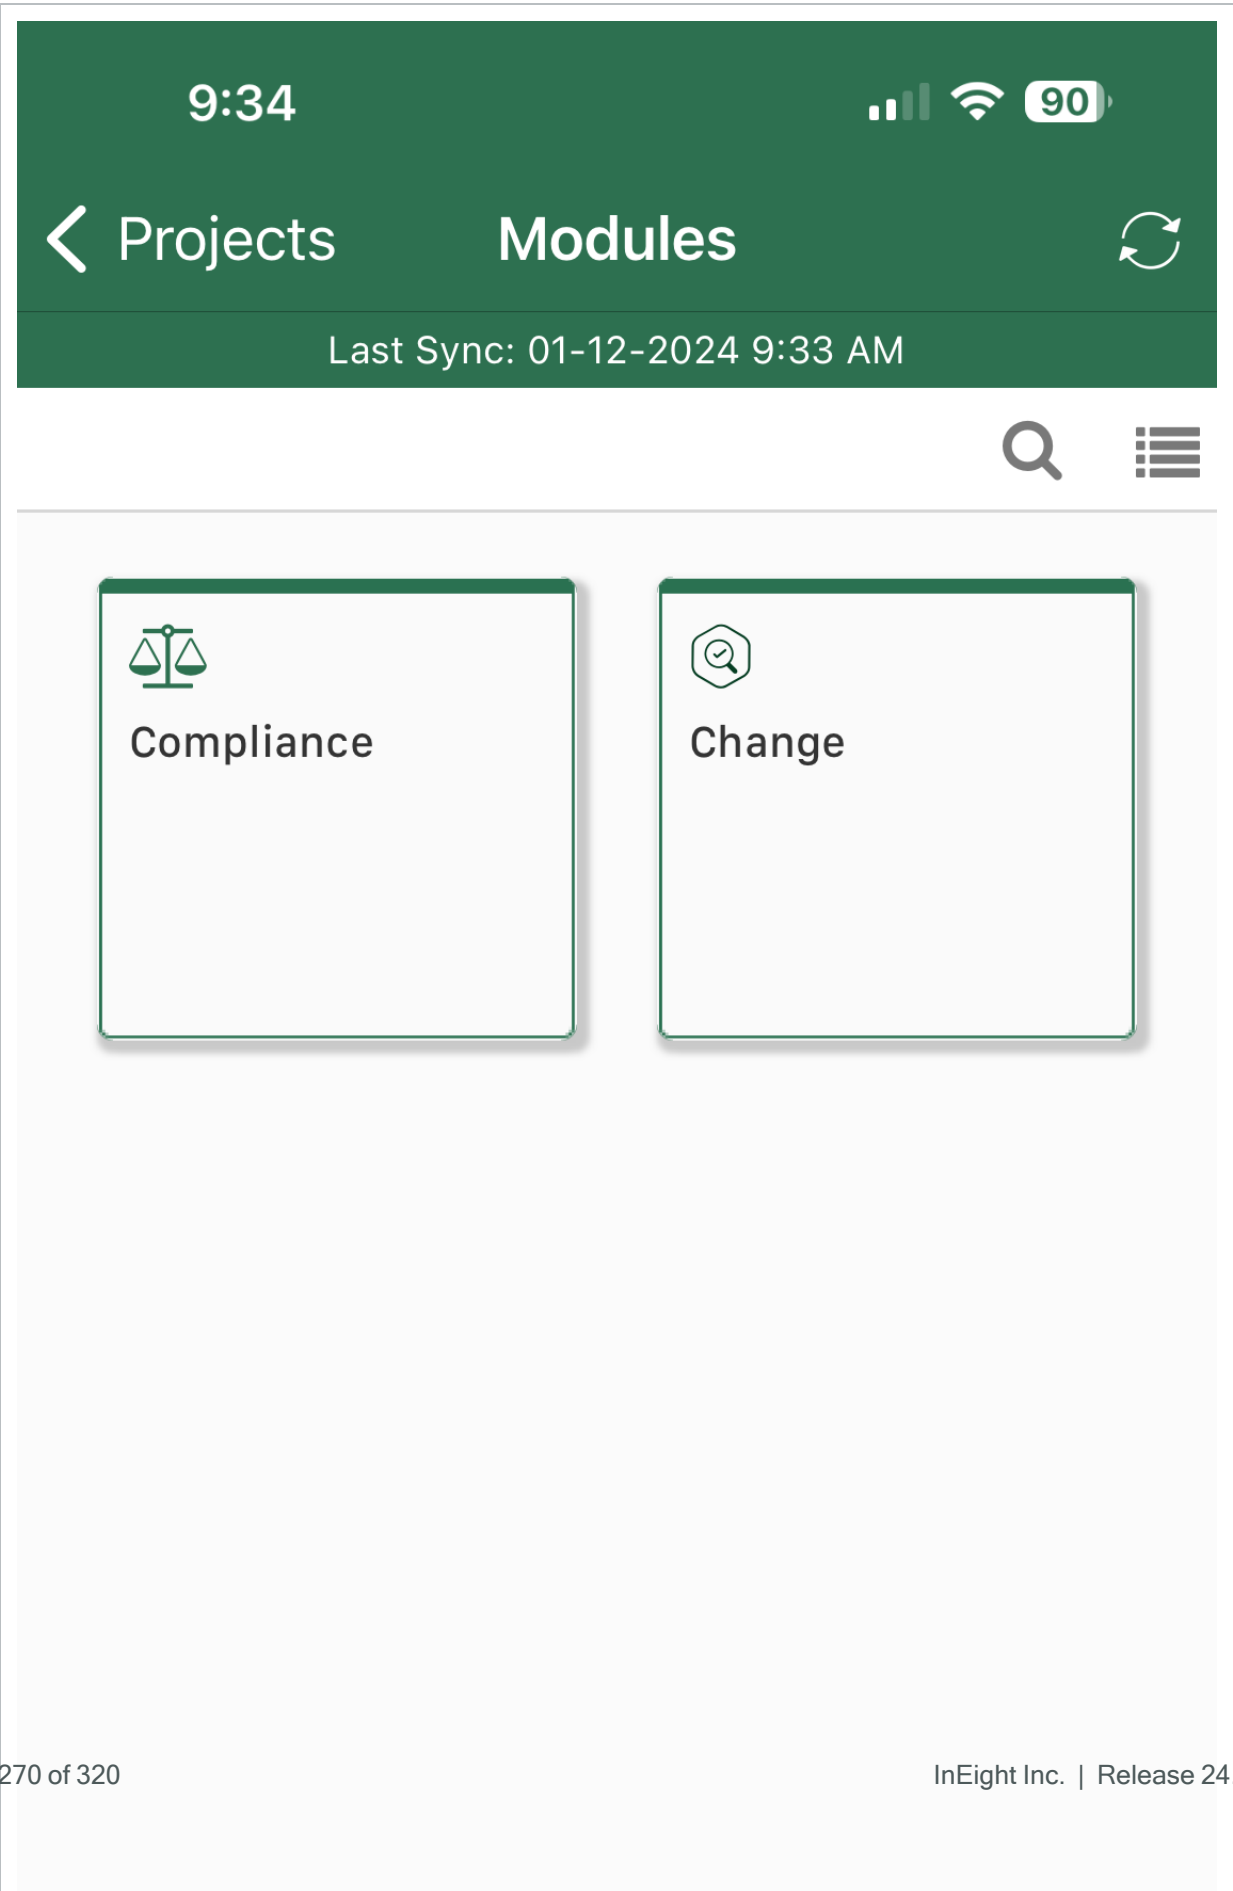 9:34 90
Projects Modules
Last Sync: 01-12-2024 9:33 AM
Compliance Change
270 of 320 InEight Inc. | Release 24.